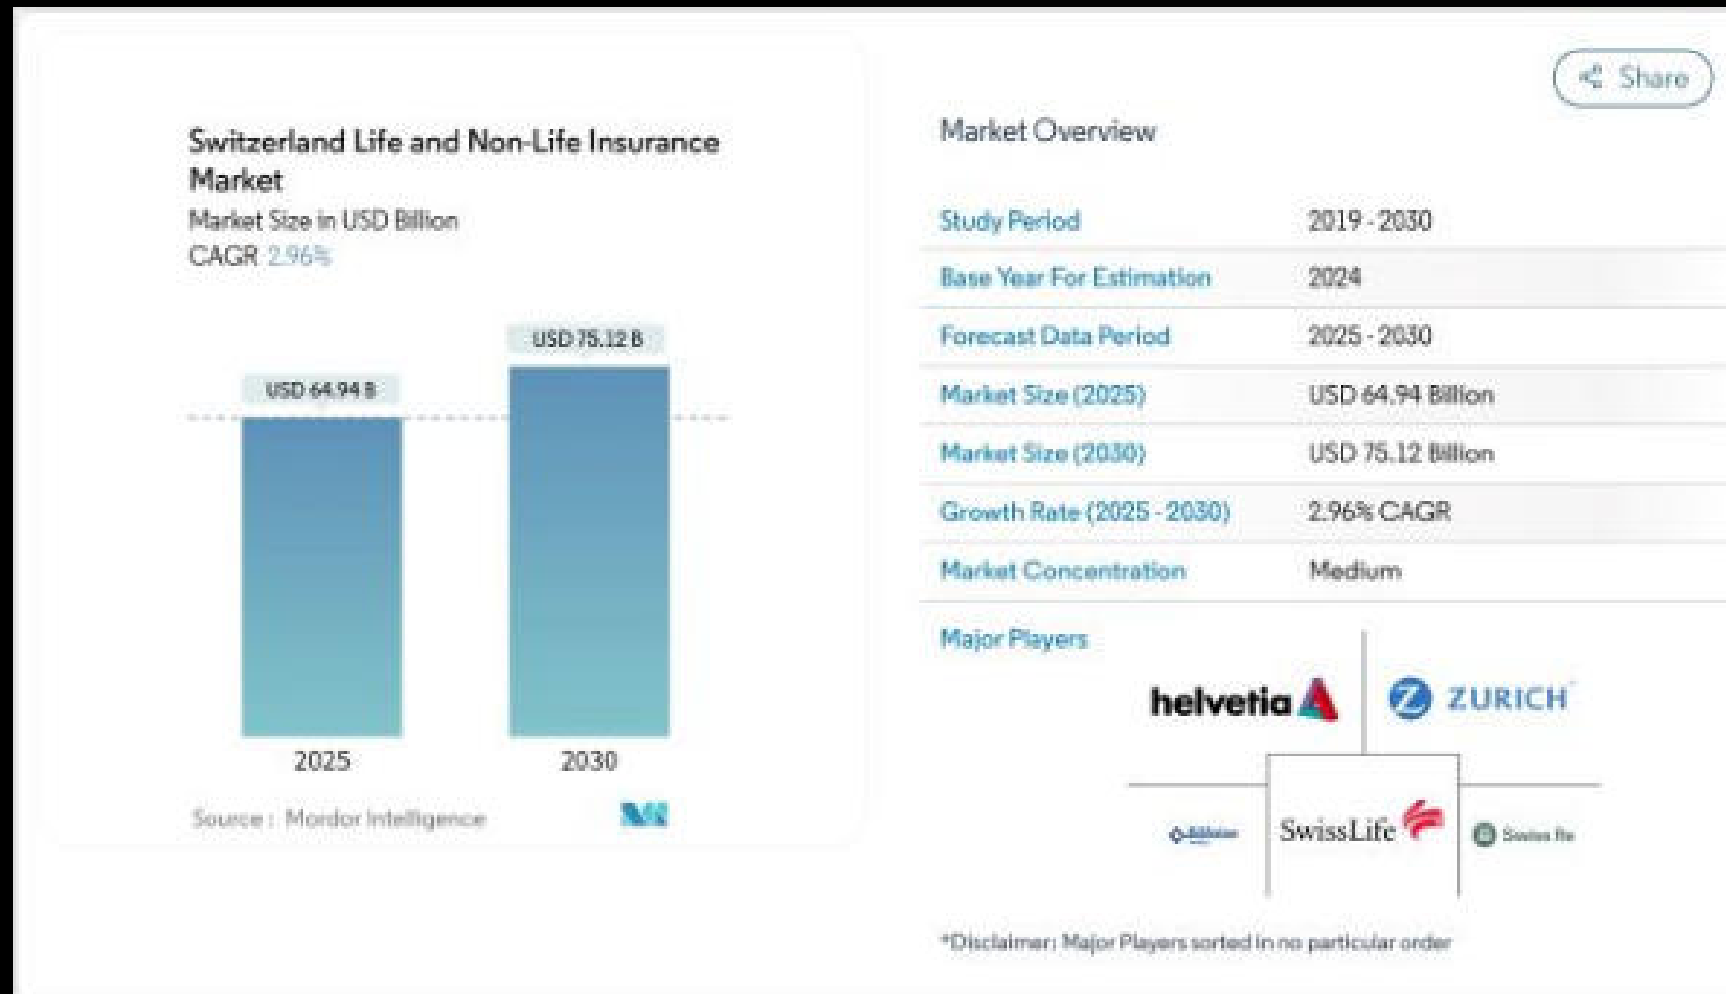 Share
Switzerland Life and Non-Life Insurance
Market
Market Size in USD Billion
CAGR 2.96%
USD 64.94 B
USD 75.12 B
2025
2030
Source : Mordor Intelligence
Market Overview
Study Period 2019 - 2030
Base Year For Estimation 2024
Forecast Data Period 2025 - 2030
Market Size (2025) USD 64.94 Billion
Market Size (2030) USD 75.12 Billion
Growth Rate (2025 - 2030) 2.96% CAGR
Market Concentration Medium
Major Players
helvetia
ZURICH
SwissLife
Swiss Re
*Disclaimer: Major Players sorted in no particular order